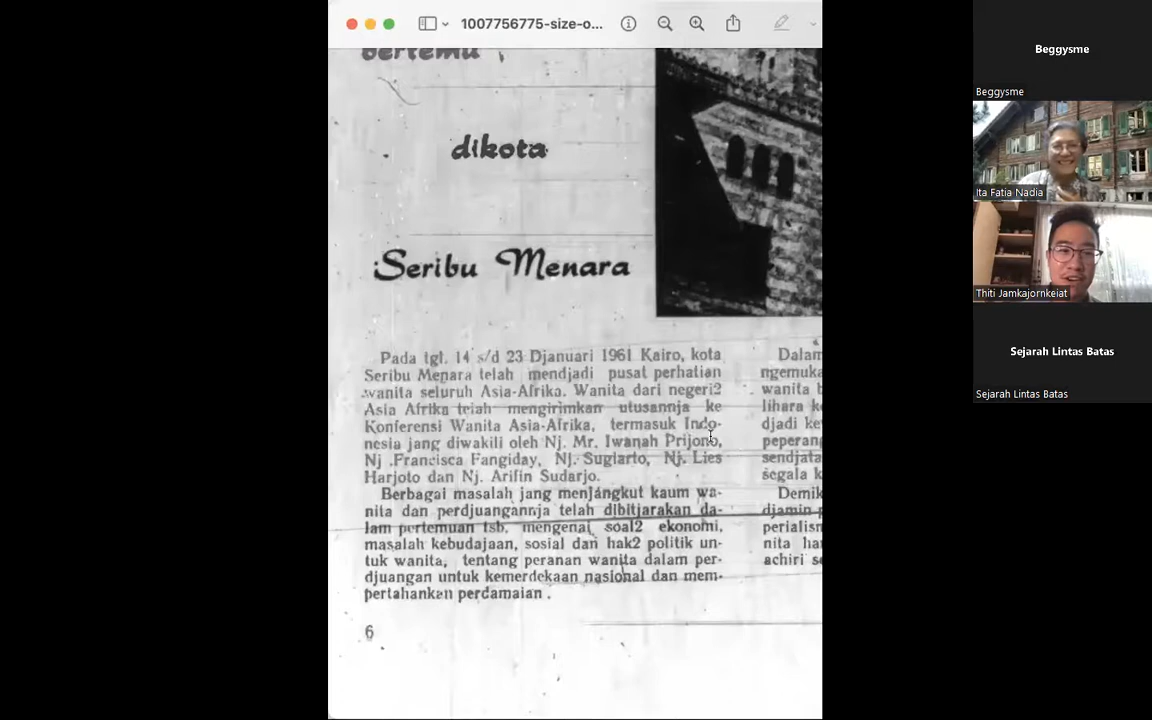 1007756775-size-o...
bertemu ,
dikota
Seribu Menara
Pada tgl. 14 s/d 23 Djanuari 1961 Kairo, kota
Seribu Menara telah mendjadi pusat perhatian
wanita seluruh Asia-Afrika. Wanita dari negeri2
Asia Afrika telah mengirimkan utusannja ke
Konferensi Wanita Asia-Afrika, termasuk Indo-
nesia jang diwakili oleh Nj. Mr. Iwanah Prijono,
Nj .Francisca Fangiday, Nj. Sugiarto, Nj. Lies
Harjoto dan Nj. Arifin Sudarjo.
Berbagai masalah jang menjangkut kaum wa-
nita dan perdjuangannja telah dibitjarakan da-
lam pertemuan tsb. mengenai soal2 ekonomi,
masalah kebudajaan, sosial dan hak2 politik un-
tuk wanita, tentang peranan wanita dalam per-
djuangan untuk kemerdekaan nasional dan mem-
pertahankan perdamaian .
6
Dalam
ngemuka
wanita b
lihara k
djadi ke
peperang
sendjata
segala k
Demik
djamin p
perialism
nita har
achiri s
Beggysme
Beggysme
Ita Fatia Nadia
Thiti Jamkajornkeiat
Sejarah Lintas Batas
Sejarah Lintas Batas